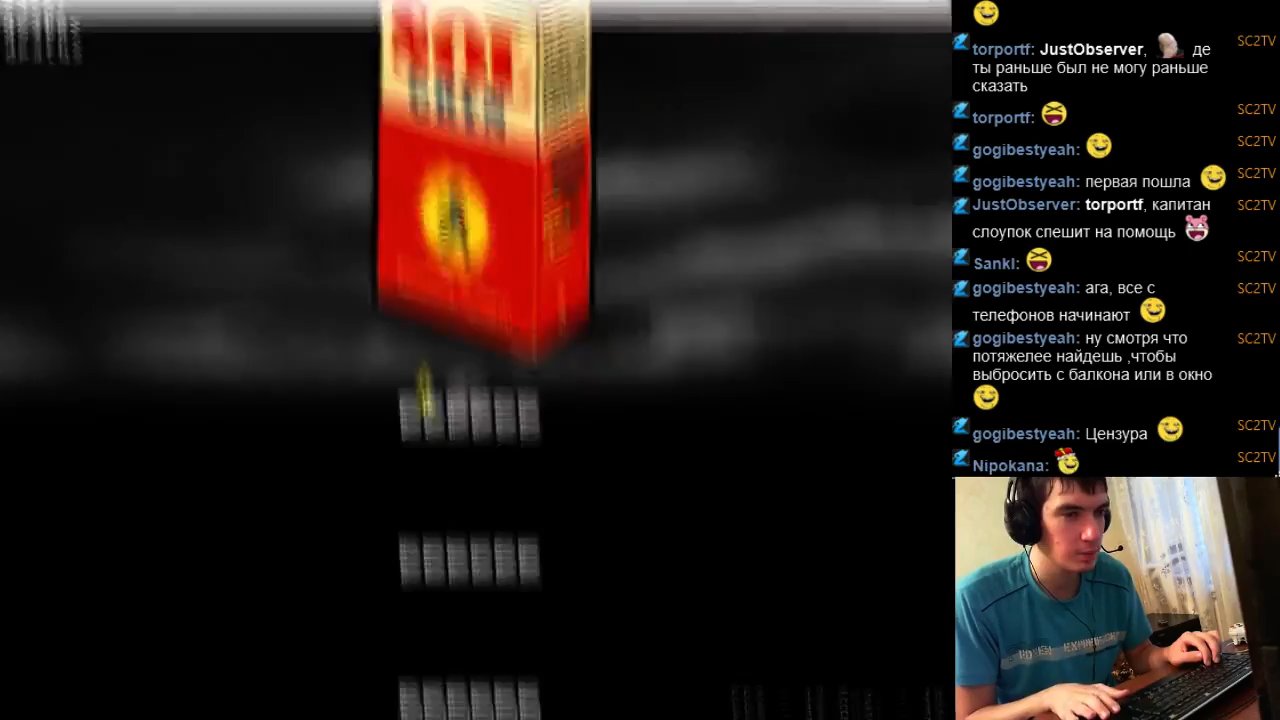 torportf: JustObserver, де
SC2TV
ты раньше был не могу раньше
сказать
torportf:
SC2TV
gogibestyeah:
SC2TV
gogibestyeah: первая пошла
SC2TV
JustObserver: torportf, капитан
SC2TV
слоупок спешит на помощь
Sankl:
SC2TV
gogibestyeah: ага, все с
SC2TV
телефонов начинают
gogibestyeah: ну смотря что
SC2TV
потяжелее найдешь ,чтобы
выбросить с балкона или в окно
gogibestyeah: Цензура
SC2TV
Nipokana:
SC2TV